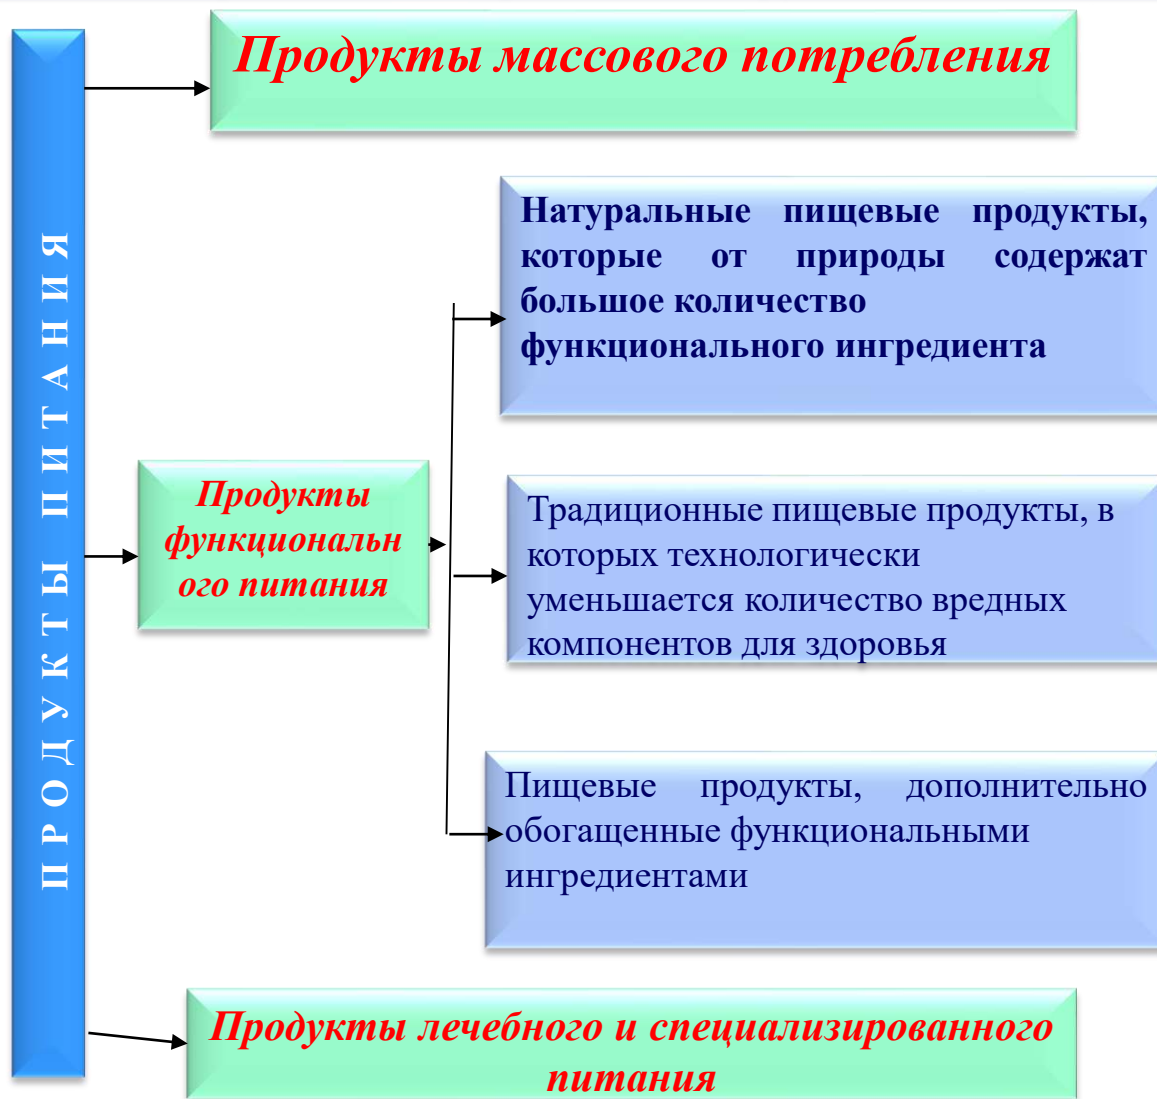 ПРОДУКТЫ ПИТАНИЯ
Продукты массового потребления
Натуральные пищевые продукты,
которые от природы содержат
большое количество
функционального ингредиента
Продукты
функциональн
ого питания
Традиционные пищевые продукты, в
которых технологически
уменьшается количество вредных
компонентов для здоровья
Пищевые продукты, дополнительно
обогащенные функциональными
ингредиентами
Продукты лечебного и специализированного
питания